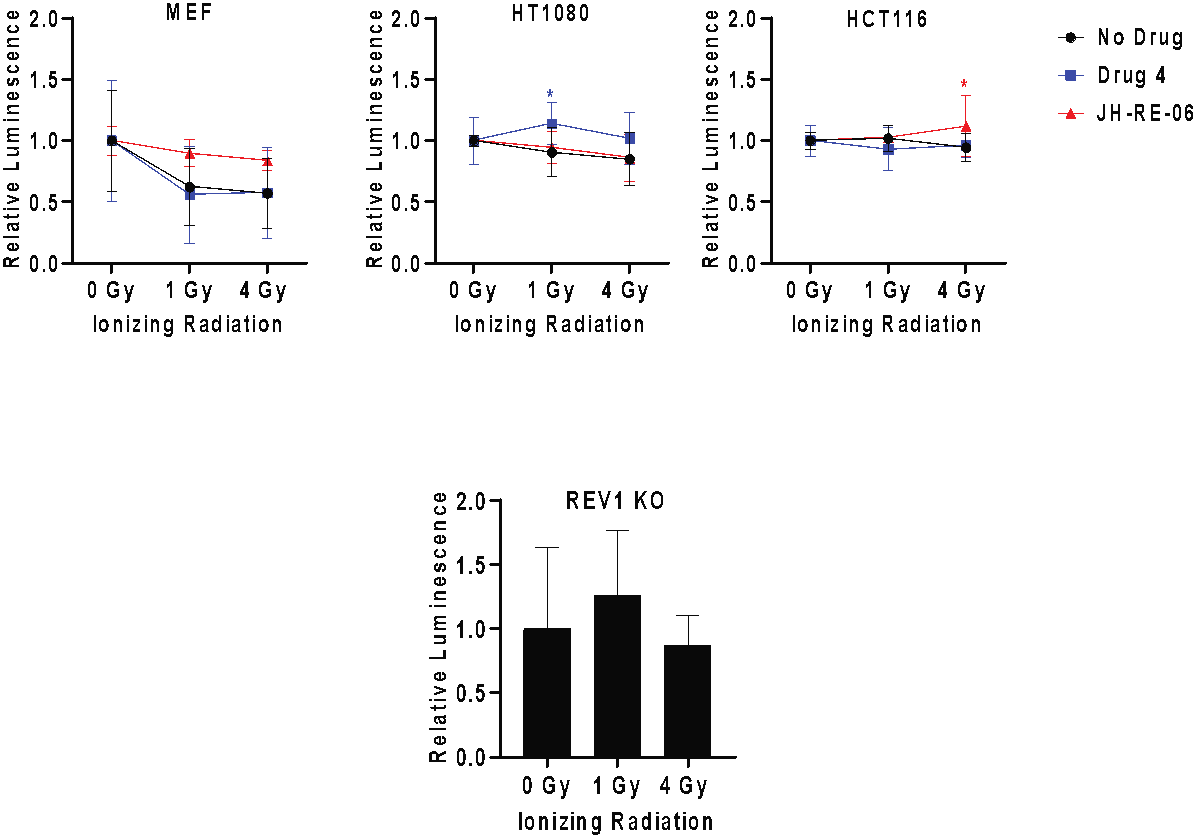 MEF
Relative Luminescence
2.0
1.5
1.0
0.5
0.0
0 Gy 1 Gy 4 Gy
Ionizing Radiation
HT1080
Relative Luminescence
2.0
1.5
*
1.0
0.5
0.0
0 Gy 1 Gy 4 Gy
Ionizing Radiation
HCT116
Relative Luminescence
2.0
1.5
*
1.0
0.5
0.0
0 Gy 1 Gy 4 Gy
Ionizing Radiation
No Drug
Drug 4
JH-RE-06
REV1 KO
Relative Luminescence
2.0
1.5
1.0
0.5
0.0
0 Gy 1 Gy 4 Gy
Ionizing Radiation